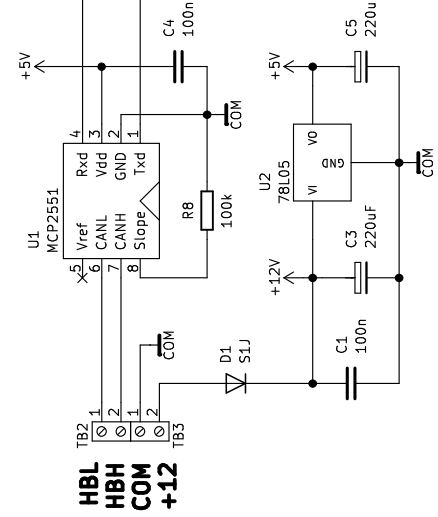 C4
100n
+5V
COM
4
3
2
1
Rxd
Vdd
GND
Txd
U1
MCP2551
Vref
CANL
CANH
Slope
5
6
7
8
R8
100k
COM
D1
S1J
1
2
1
2
TB2
TB3
HBL
HBH
COM
+12
C5
220u
+5V
VO
GND
VI
U2
78L05
COM
C3
220uF
+12V
C1
100n